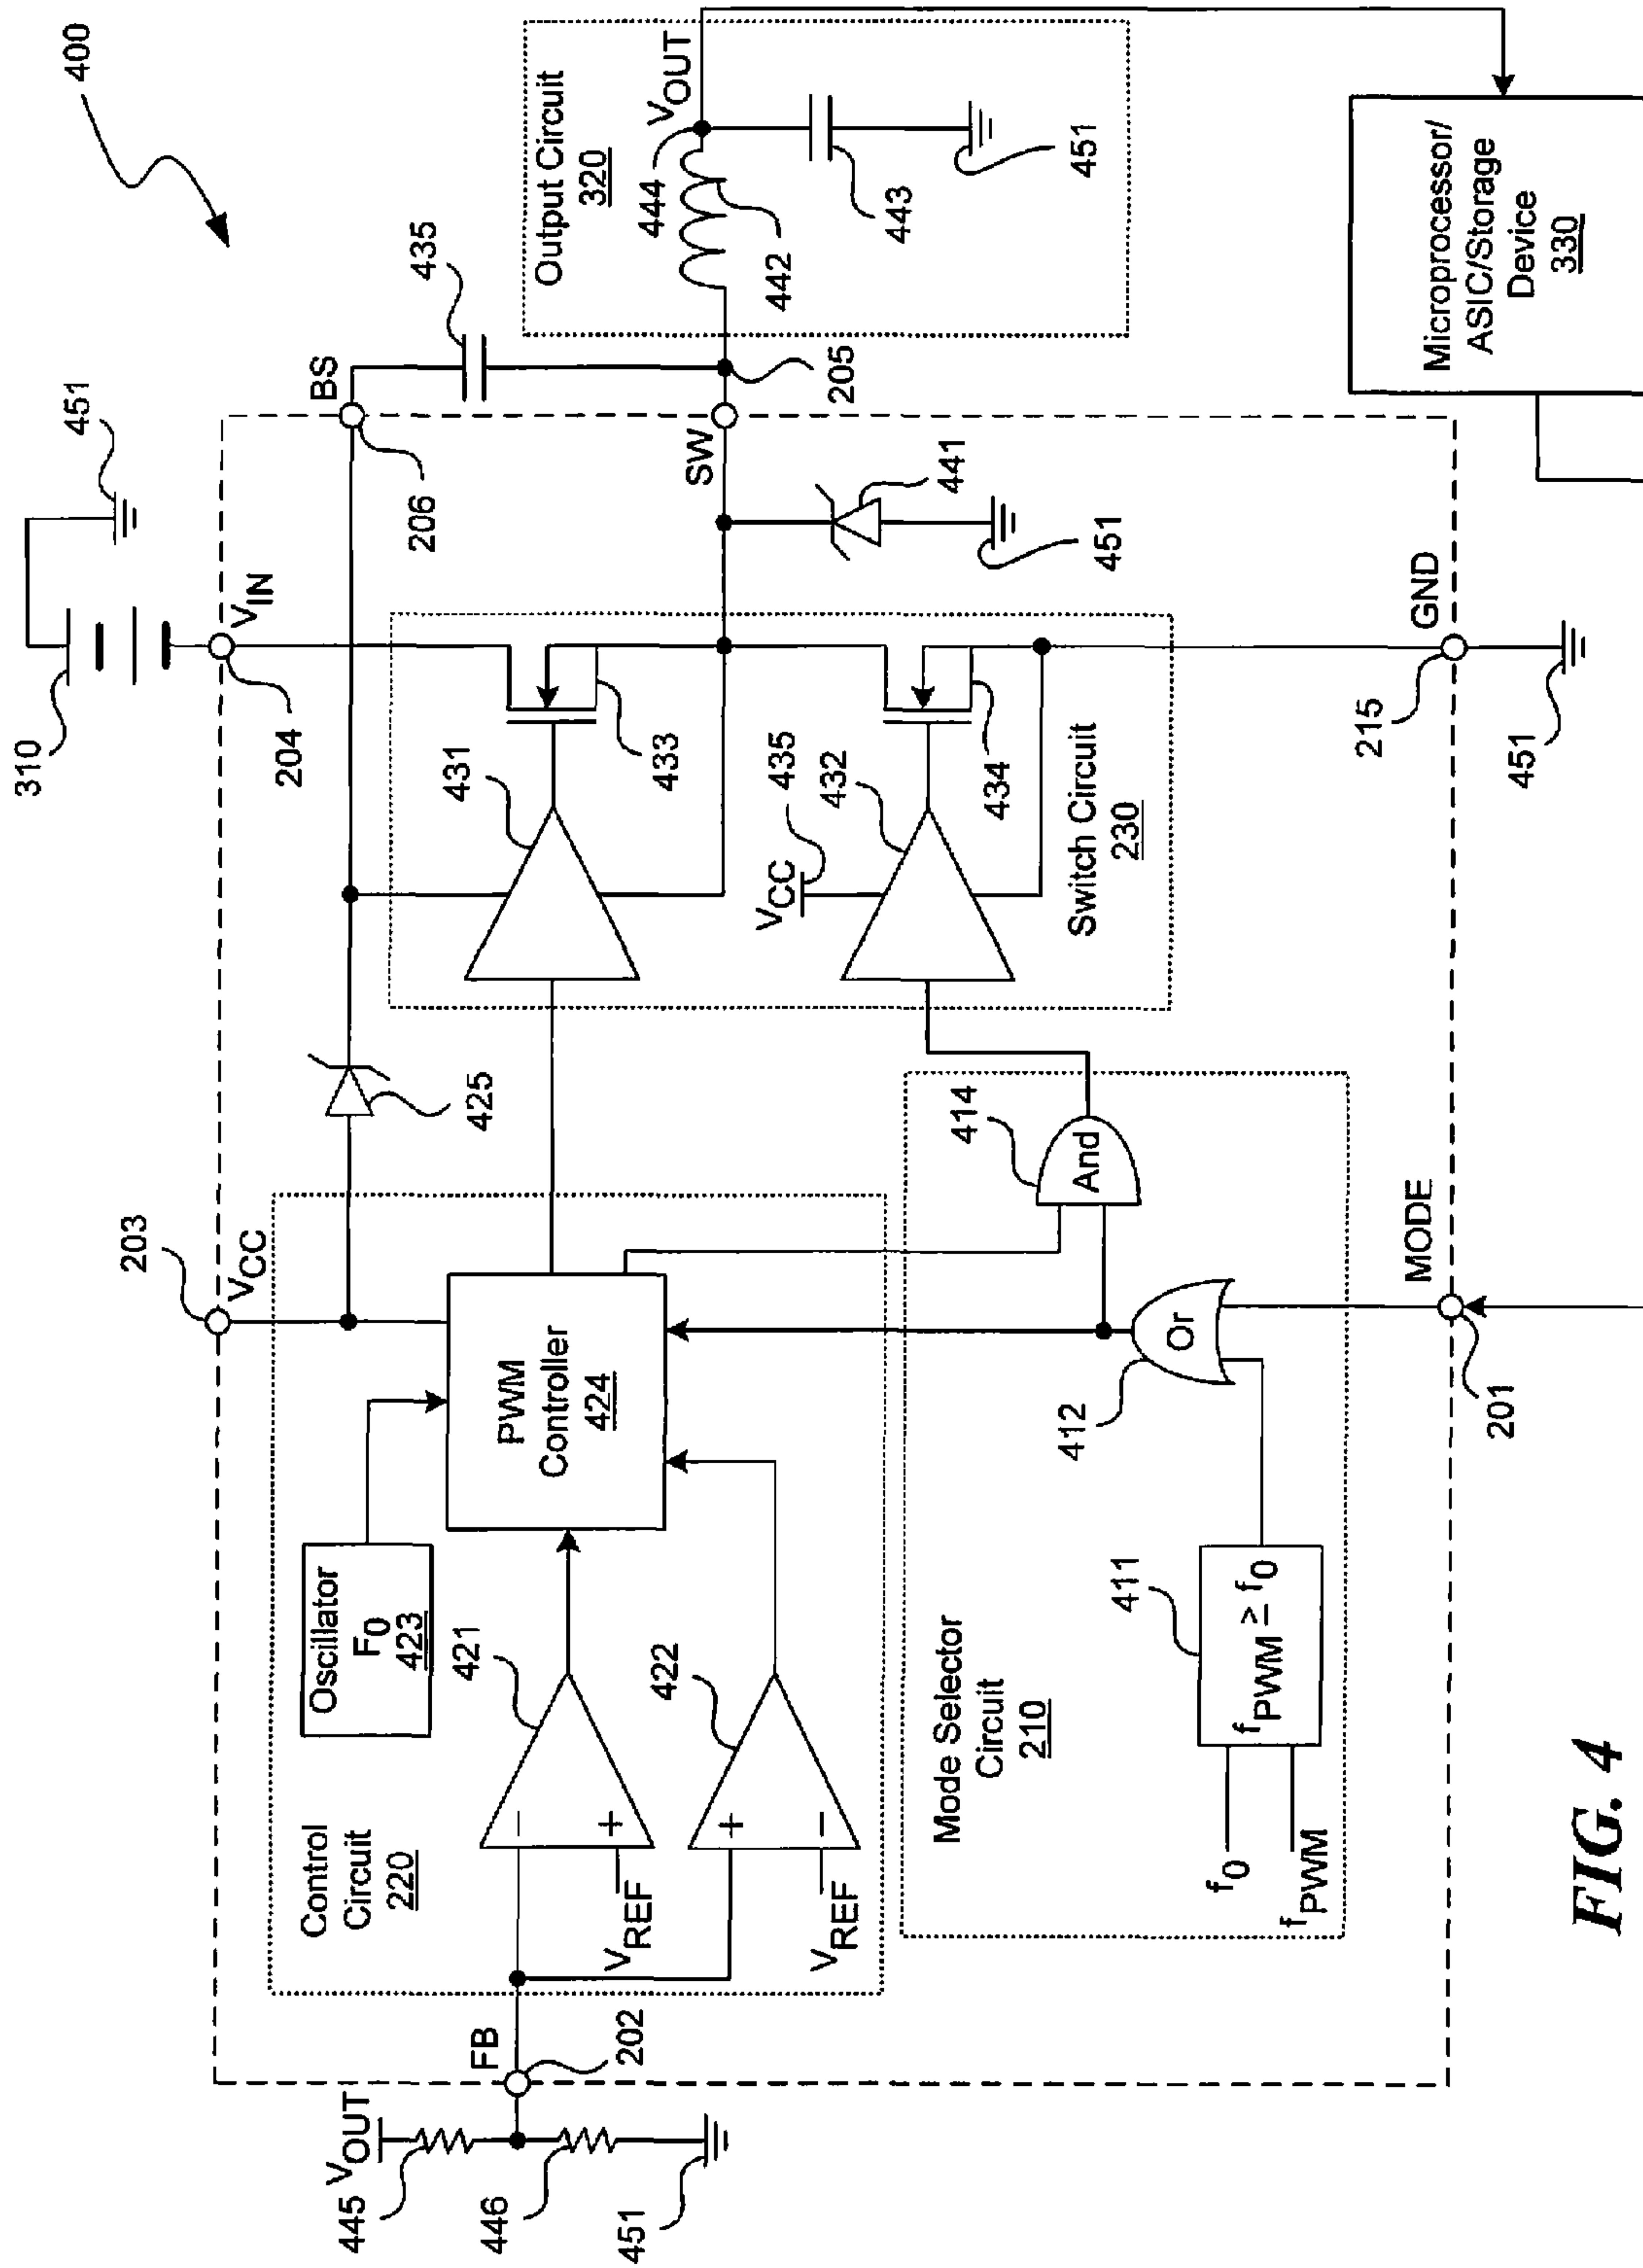 400
310
451
V_IN
204
BS
206
435
SW
205
Output Circuit
320
V_OUT
444
442
443
451
441
451
203
V_CC
425
431
433
V_CC
435
432
434
Switch Circuit
230
215
GND
451
Microprocessor/
ASIC/Storage
Device
330
Control
Circuit
220
Oscillator
F_0
423
421
−
+
V_REF
422
+
−
V_REF
PWM
Controller
424
FB
202
V_OUT
445
446
451
Mode Selector
Circuit
210
414
And
412
Or
411
f_PWM ≥ f_0
f_0
f_PWM
MODE
201
FIG. 4